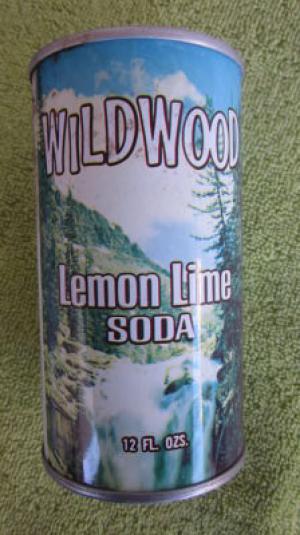 WILDWOOD
Lemon Lime
SODA
12 FL. OZS.